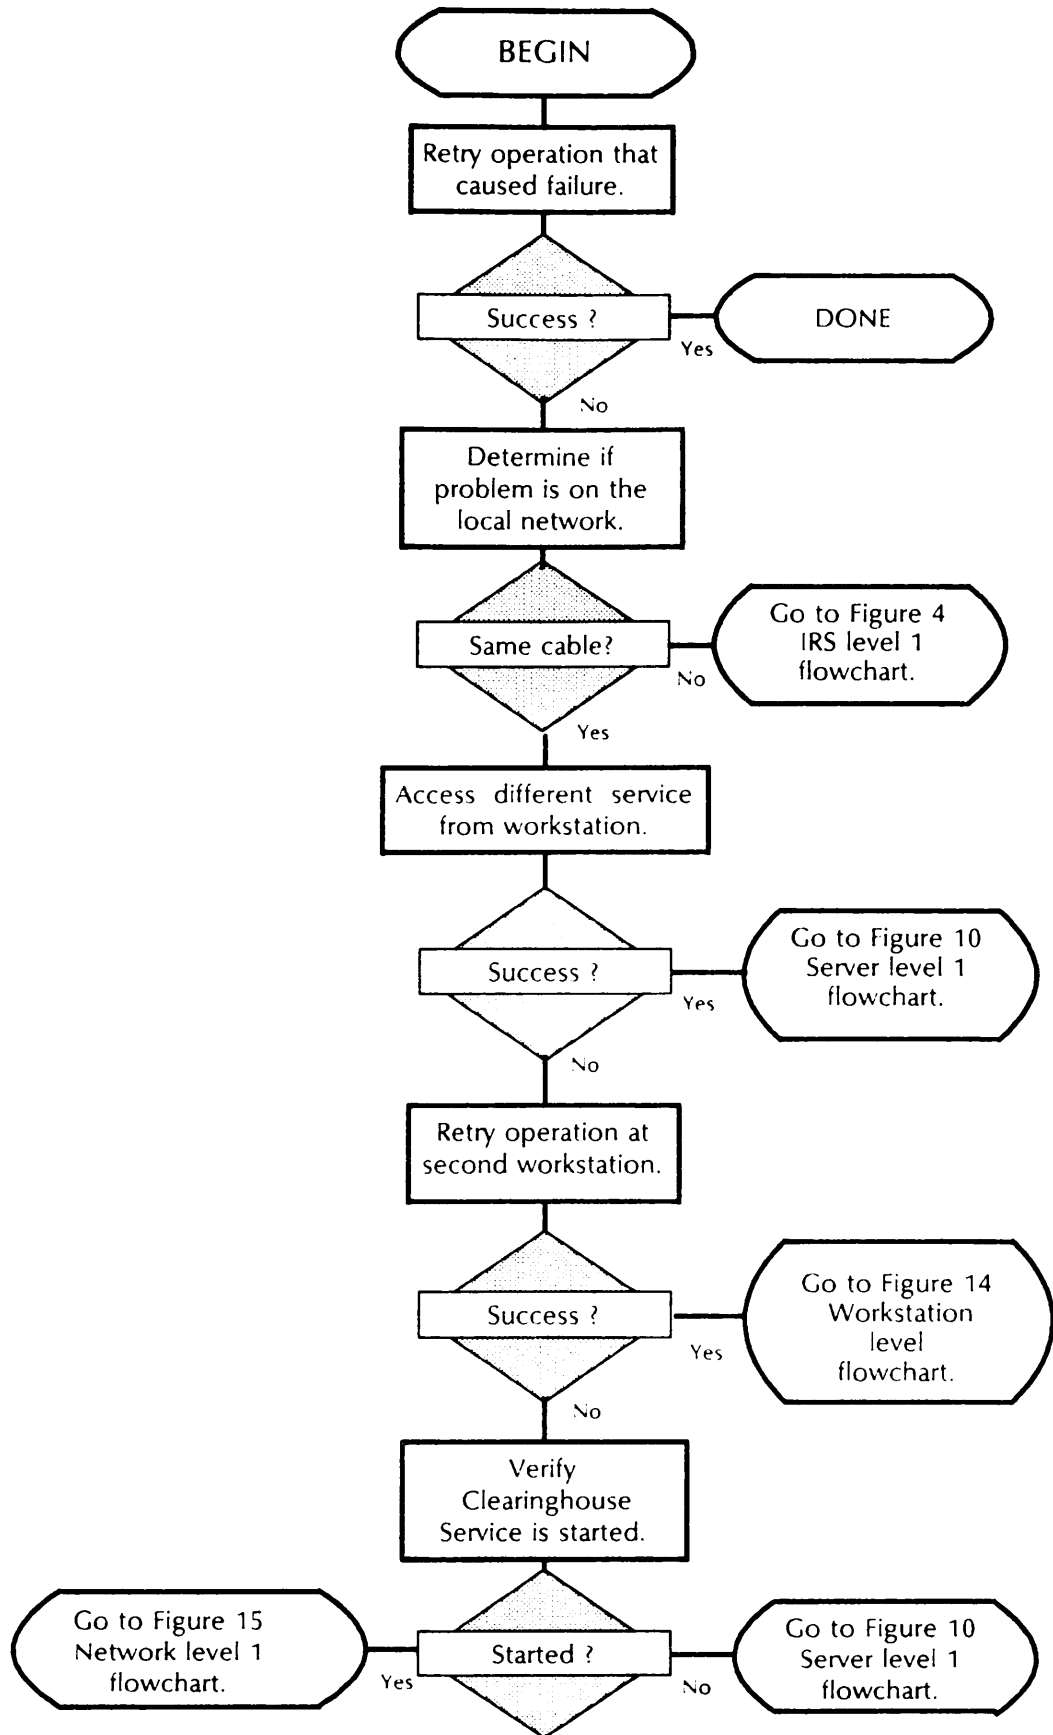 BEGIN
Retry operation that
caused failure.
Success ?
Yes
DONE
No
Determine if
problem is on the
local network.
Same cable?
No
Go to Figure 4
IRS level 1
flowchart.
Yes
Access different service
from workstation.
Success ?
Yes
Go to Figure 10
Server level 1
flowchart.
No
Retry operation at
second workstation.
Success ?
Yes
Go to Figure 14
Workstation
level
flowchart.
No
Verify
Clearinghouse
Service is started.
Go to Figure 15
Network level 1
flowchart.
Yes
Started ?
No
Go to Figure 10
Server level 1
flowchart.